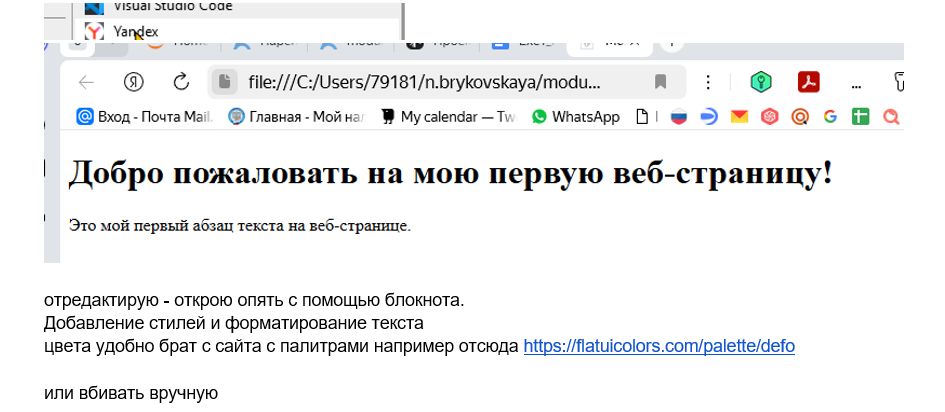 Visual Studio Code
Yandex
file:///C:/Users/79181/n.brykovskaya/modu...
Вход - Почта Mail. Главная - Мой на My calendar — Tw WhatsApp
Добро пожаловать на мою первую веб-страницу!
Это мой первый абзац текста на веб-странице.
отредактирую - открою опять с помощью блокнота.
Добавление стилей и форматирование текста
цвета удобно брат с сайта с палитрами например отсюда https://flatuicolors.com/palette/defo
или вбивать вручную